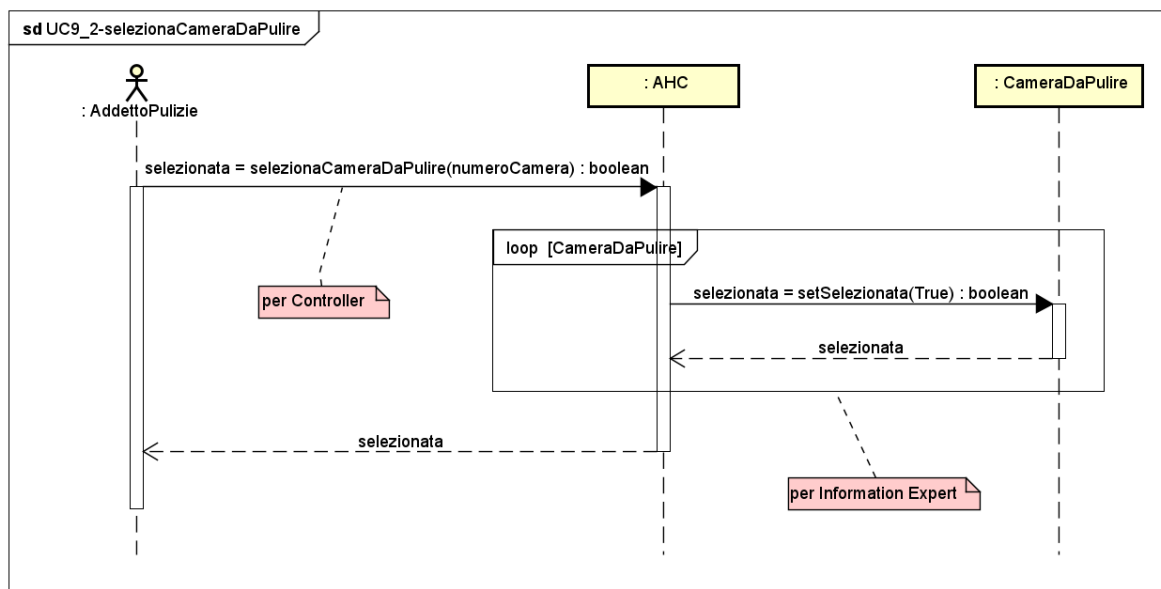 sd UC9_2-selezionaCameraDaPulire
: AddettoPulizie
: AHC
: CameraDaPulire
selezionata = selezionaCameraDaPulire(numeroCamera) : boolean
loop [CameraDaPulire]
per Controller
selezionata = setSelezionata(True) : boolean
selezionata
selezionata
per Information Expert